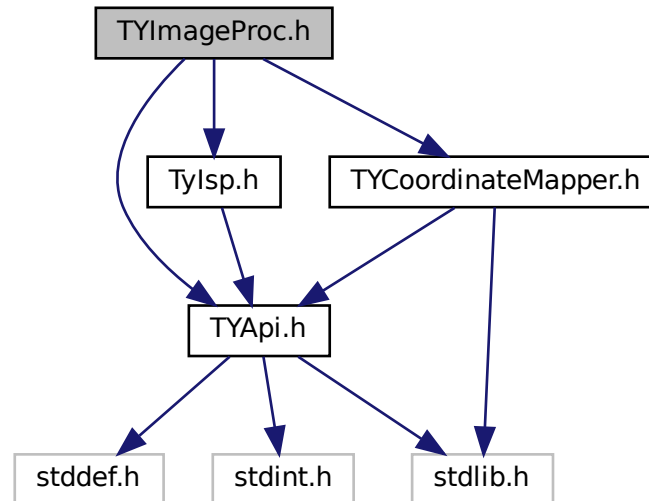 TYImageProc.h
TyIsp.h
TYCoordinateMapper.h
TYApi.h
stddef.h
stdint.h
stdlib.h